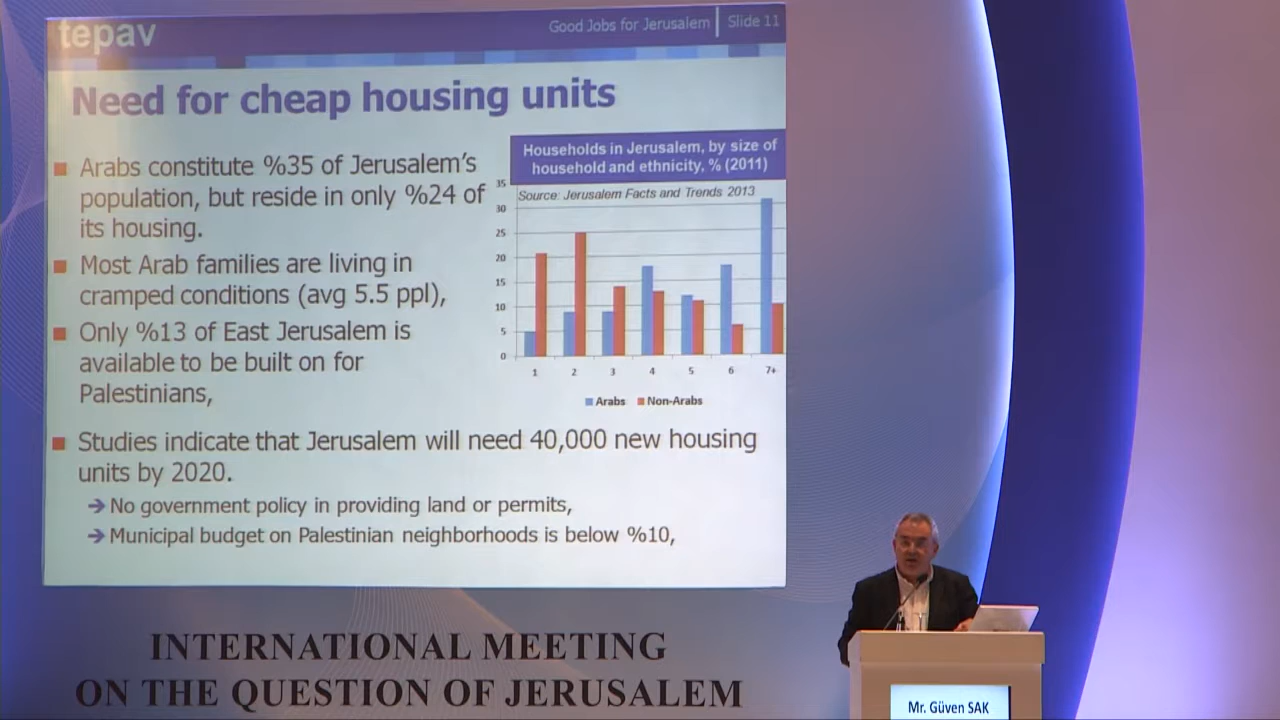 tepav
Good Jobs for Jerusalem | Slide 11
Need for cheap housing units
Arabs constitute %35 of Jerusalem's
population, but reside in only %24 of
its housing.
Most Arab families are living in
cramped conditions (avg 5.5 ppl),
Only %13 of East Jerusalem is
available to be built on for
Palestinians,
Households in Jerusalem, by size of
household and ethnicity, % (2011)
Source: Jerusalem Facts and Trends 2013
35
30
25
20
15
10
5
0
1 2 3 4 5 6 7+
Arabs Non-Arabs
Studies indicate that Jerusalem will need 40,000 new housing
units by 2020.
→ No government policy in providing land or permits,
→ Municipal budget on Palestinian neighborhoods is below %10,
INTERNATIONAL MEETING
ON THE QUESTION OF JERUSALEM
Mr. Güven SAK